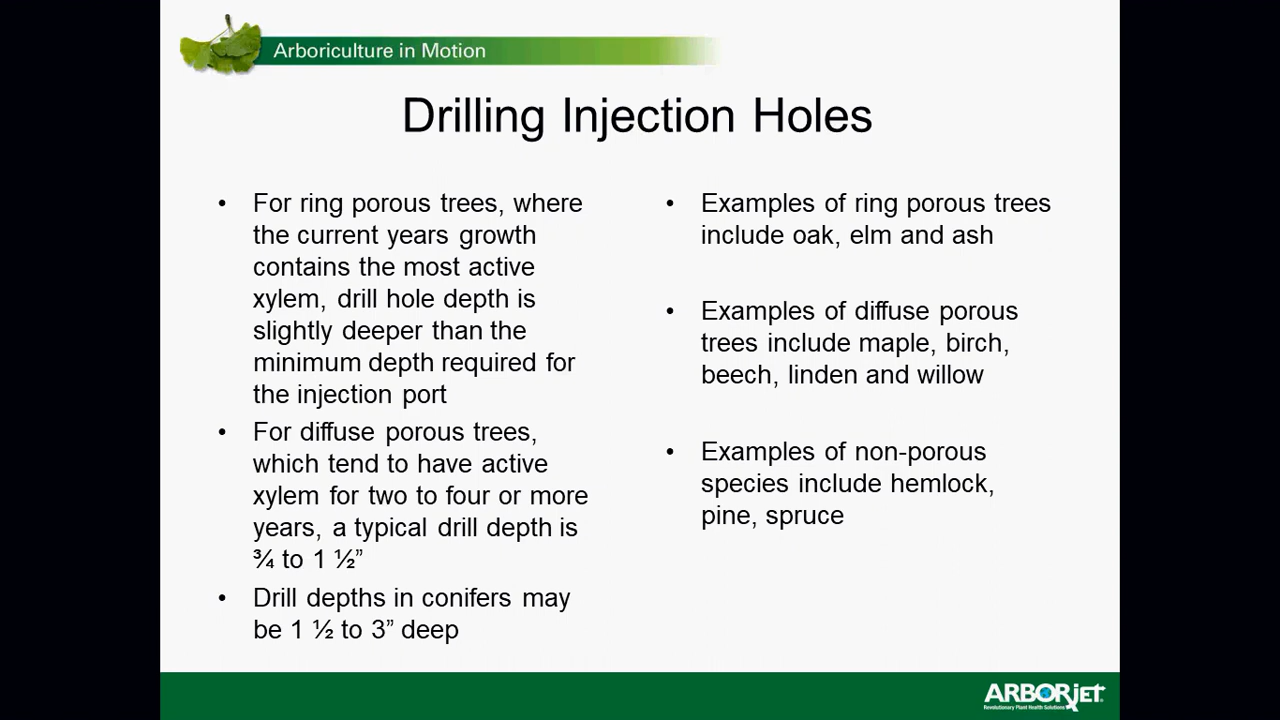 Arboriculture in Motion
Drilling Injection Holes
• For ring porous trees, where
the current years growth
contains the most active
xylem, drill hole depth is
slightly deeper than the
minimum depth required for
the injection port
• For diffuse porous trees,
which tend to have active
xylem for two to four or more
years, a typical drill depth is
¾ to 1 ½”
• Drill depths in conifers may
be 1 ½ to 3” deep
• Examples of ring porous trees
include oak, elm and ash
• Examples of diffuse porous
trees include maple, birch,
beech, linden and willow
• Examples of non-porous
species include hemlock,
pine, spruce
ARBORjET
Revolutionary Plant Health Solutions